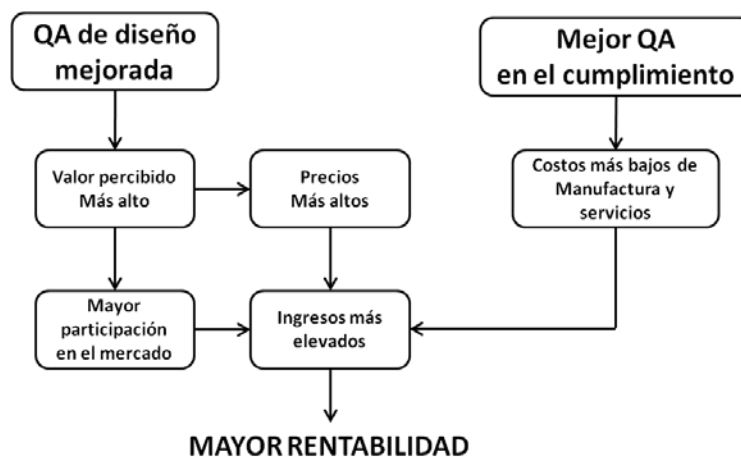 QA de diseño
mejorada
Mejor QA
en el cumplimiento
Valor percibido
Más alto
Precios
Más altos
Costos más bajos de
Manufactura y
servicios
Mayor
participación
en el mercado
Ingresos más
elevados
MAYOR RENTABILIDAD